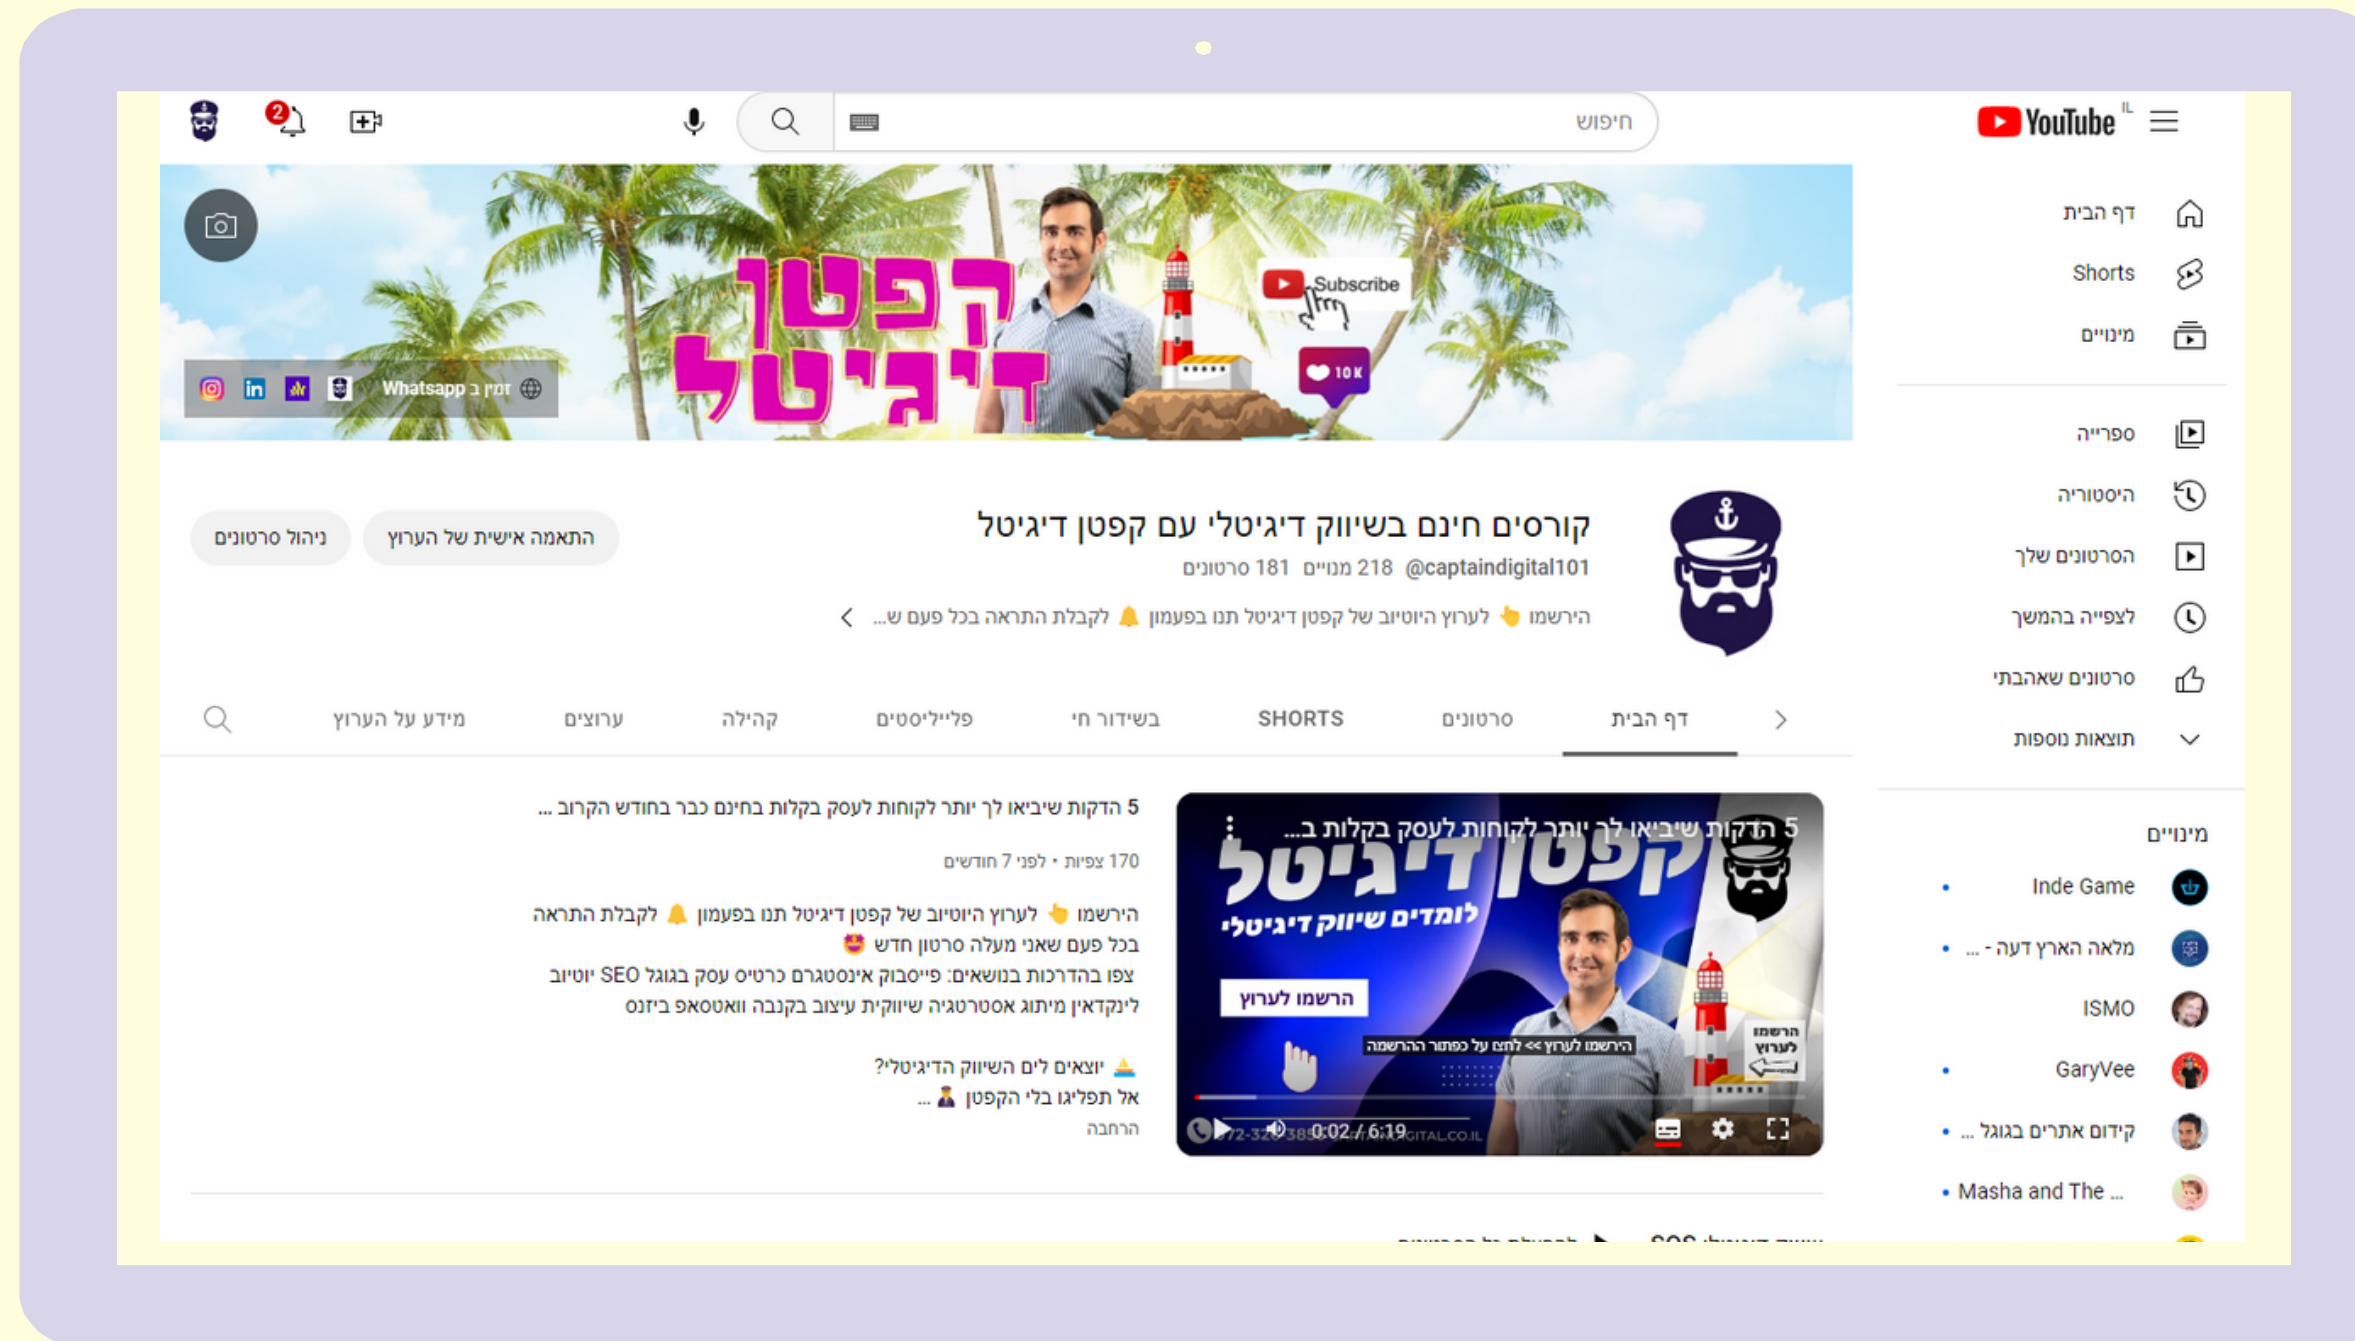 YouTube IL
חיפוש
2
דף הבית
Shorts
מינויים
ספרייה
היסטוריה
הסרטונים שלך
לצפייה בהמשך
סרטונים שאהבתי
תוצאות נוספות
מינויים
Inde Game
מלאה הארץ דעה - ...
ISMO
GaryVee
קידום אתרים בגוגל ...
Masha and The ...
קפטן
דיגיטל
Subscribe
10K
זמין ב Whatsapp
קורסים חינם בשיווק דיגיטלי עם קפטן דיגיטל
@captaindigital101 218 מנויים 181 סרטונים
הירשמו 👆 לערוץ היוטיוב של קפטן דיגיטל תנו בפעמון 🔔 לקבלת התראה בכל פעם ש...
התאמה אישית של הערוץ
ניהול סרטונים
דף הבית
סרטונים
SHORTS
בשידור חי
פלייליסטים
קהילה
ערוצים
מידע על הערוץ
5 הדקות שיביאו לך יותר לקוחות לעסק בקלות ב...
קפטן דיגיטל
לומדים שיווק דיגיטלי
הרשמו לערוץ
הירשמו לערוץ >> לחצו על כפתור ההרשמה
הרשמו
לערוץ
0:02 / 6:19
5 הדקות שיביאו לך יותר לקוחות לעסק בקלות בחינם כבר בחודש הקרוב ...
170 צפיות • לפני 7 חודשים
הירשמו 👆 לערוץ היוטיוב של קפטן דיגיטל תנו בפעמון 🔔 לקבלת התראה
בכל פעם שאני מעלה סרטון חדש 🤩
צפו בהדרכות בנושאים: פייסבוק אינסטגרם כרטיס עסק בגוגל SEO יוטיוב
לינקדאין מיתוג אסטרטגיה שיווקית עיצוב בקנבה וואטסאפ ביזנס
⛵ יוצאים לים השיווק הדיגיטלי?
אל תפליגו בלי הקפטן 👨‍✈️ ...
הרחבה